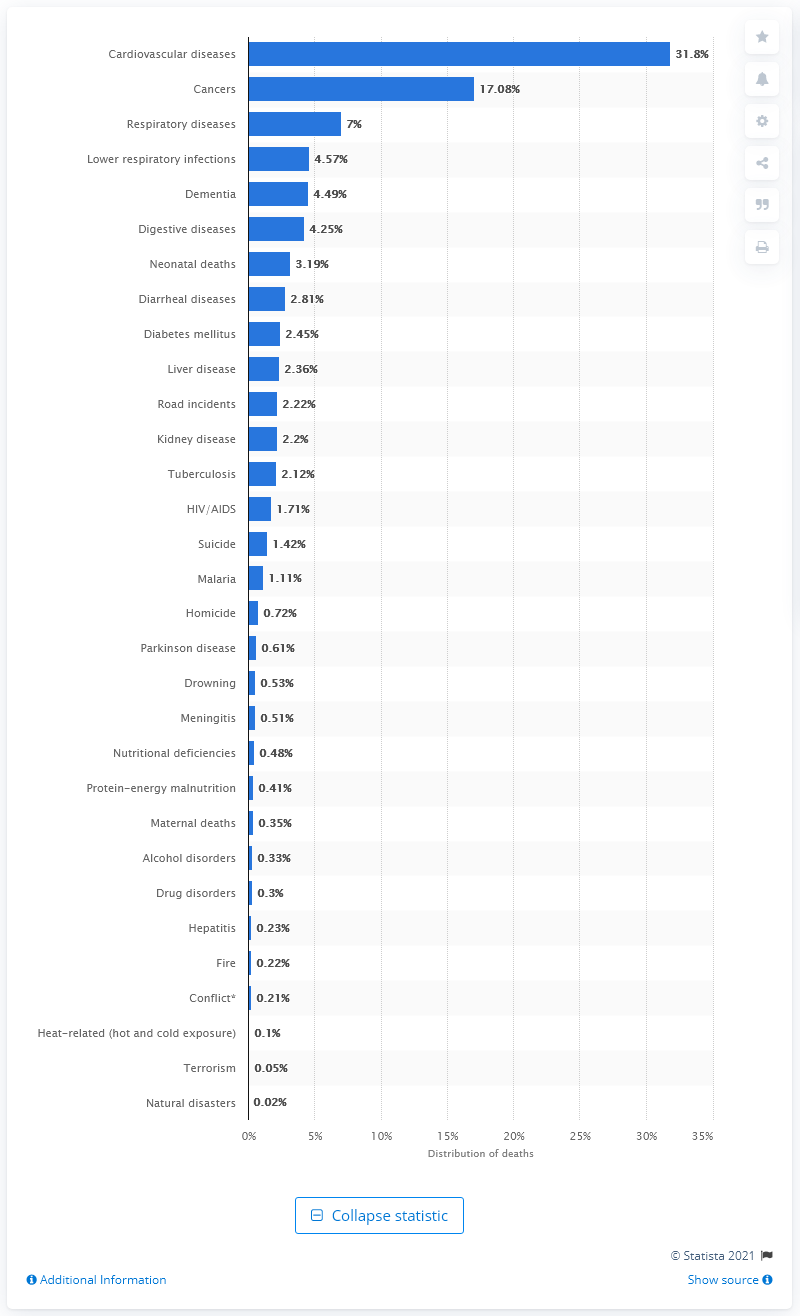 Cardiovascular diseases 31.8%
Cancers 17.08%
Respiratory diseases 7%
Lower respiratory infections 4.57%
Dementia 4.49%
Digestive diseases 4.25%
Neonatal deaths 3.19%
Diarrheal diseases 2.81%
Diabetes mellitus 2.45%
Liver disease 2.36%
Road incidents 2.22%
Kidney disease 2.2%
Tuberculosis 2.12%
HIV/AIDS 1.71%
Suicide 1.42%
Malaria 1.11%
Homicide 0.72%
Parkinson disease 0.61%
Drowning 0.53%
Meningitis 0.51%
Nutritional deficiencies 0.48%
Protein-energy malnutrition 0.41%
Maternal deaths 0.35%
Alcohol disorders 0.33%
Drug disorders 0.3%
Hepatitis 0.23%
Fire 0.22%
Conflict* 0.21%
Heat-related (hot and cold exposure) 0.1%
Terrorism 0.05%
Natural disasters 0.02%
0% 5% 10% 15% 20% 25% 30% 35%
Distribution of deaths
Collapse statistic
© Statista 2021
Additional Information Show source